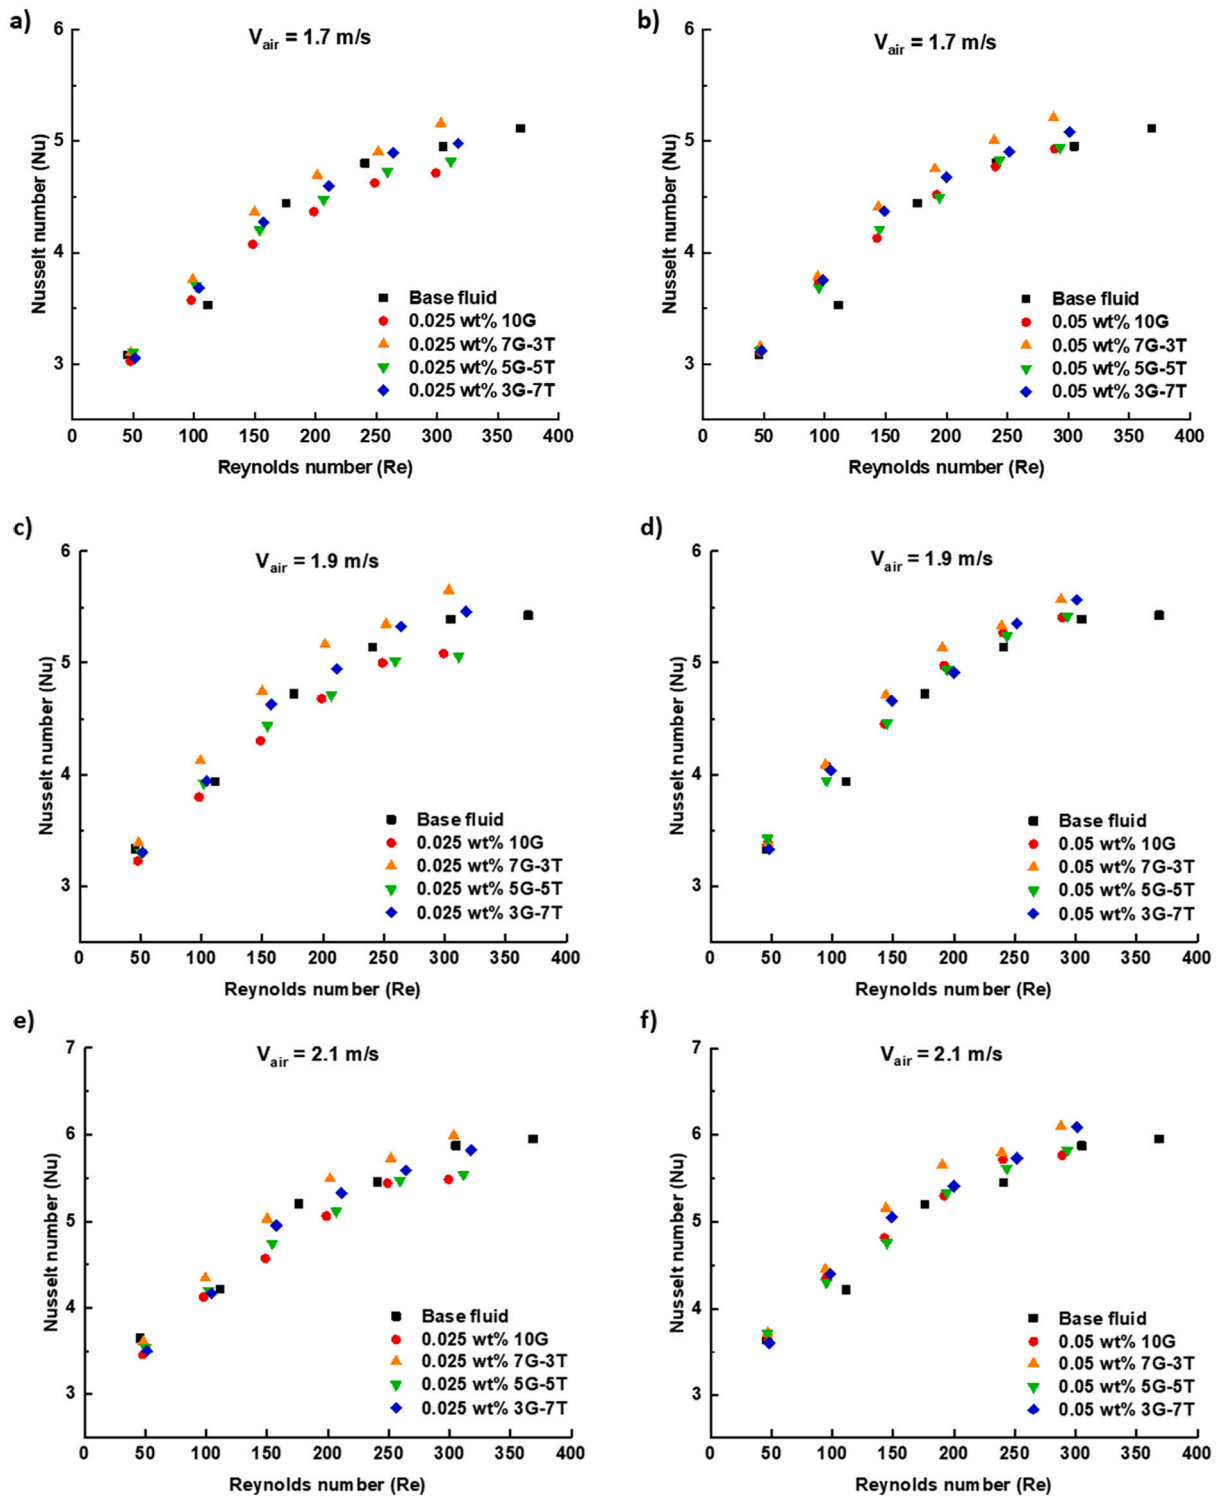 a)
V_air = 1.7 m/s
Nusselt number (Nu)
6
5
4
3
Base fluid
0.025 wt% 10G
0.025 wt% 7G-3T
0.025 wt% 5G-5T
0.025 wt% 3G-7T
0 50 100 150 200 250 300 350 400
Reynolds number (Re)
b)
V_air = 1.7 m/s
Nusselt number (Nu)
6
5
4
3
Base fluid
0.05 wt% 10G
0.05 wt% 7G-3T
0.05 wt% 5G-5T
0.05 wt% 3G-7T
0 50 100 150 200 250 300 350 400
Reynolds number (Re)
c)
V_air = 1.9 m/s
Nusselt number (Nu)
6
5
4
3
Base fluid
0.025 wt% 10G
0.025 wt% 7G-3T
0.025 wt% 5G-5T
0.025 wt% 3G-7T
0 50 100 150 200 250 300 350 400
Reynolds number (Re)
d)
V_air = 1.9 m/s
Nusselt number (Nu)
6
5
4
3
Base fluid
0.05 wt% 10G
0.05 wt% 7G-3T
0.05 wt% 5G-5T
0.05 wt% 3G-7T
0 50 100 150 200 250 300 350 400
Reynolds number (Re)
e)
V_air = 2.1 m/s
Nusselt number (Nu)
7
6
5
4
3
Base fluid
0.025 wt% 10G
0.025 wt% 7G-3T
0.025 wt% 5G-5T
0.025 wt% 3G-7T
0 50 100 150 200 250 300 350 400
Reynolds number (Re)
f)
V_air = 2.1 m/s
Nusselt number (Nu)
7
6
5
4
3
Base fluid
0.05 wt% 10G
0.05 wt% 7G-3T
0.05 wt% 5G-5T
0.05 wt% 3G-7T
0 50 100 150 200 250 300 350 400
Reynolds number (Re)